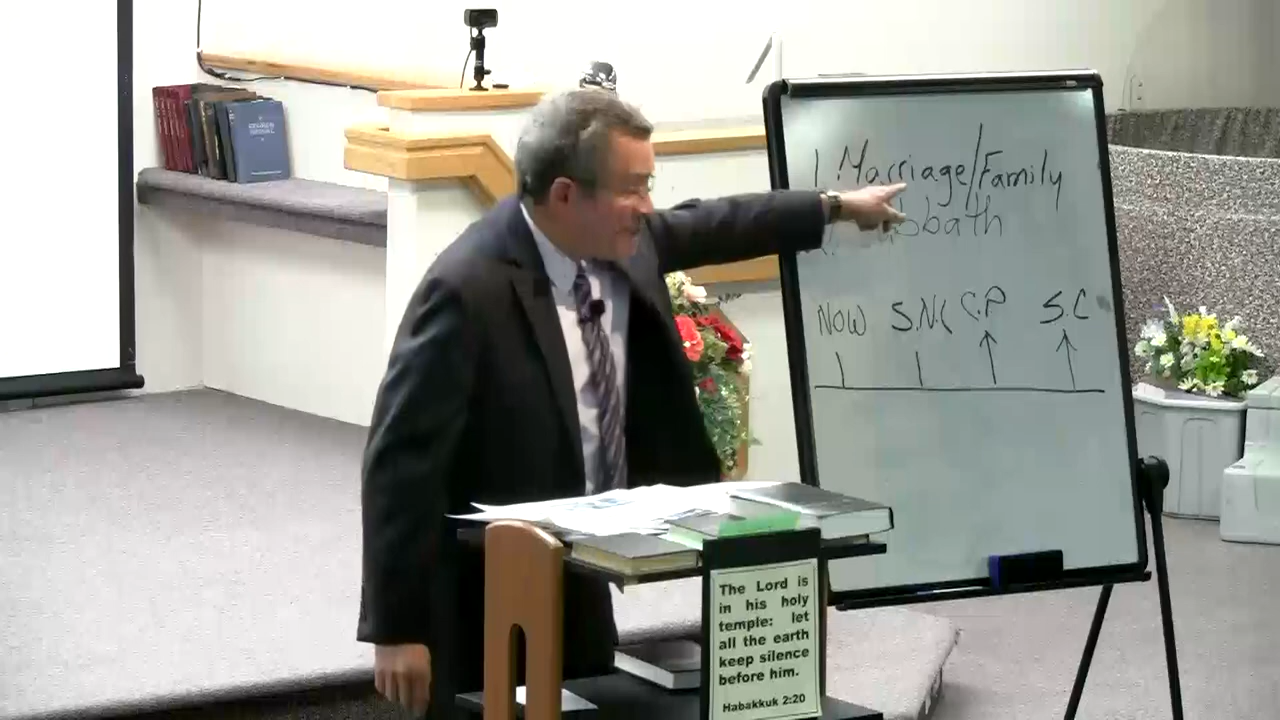 1. Marriage/Family
NOW S.N.L C.P S.C
The Lord is
in his holy
temple: let
all the earth
keep silence
before him.
Habakkuk 2:20